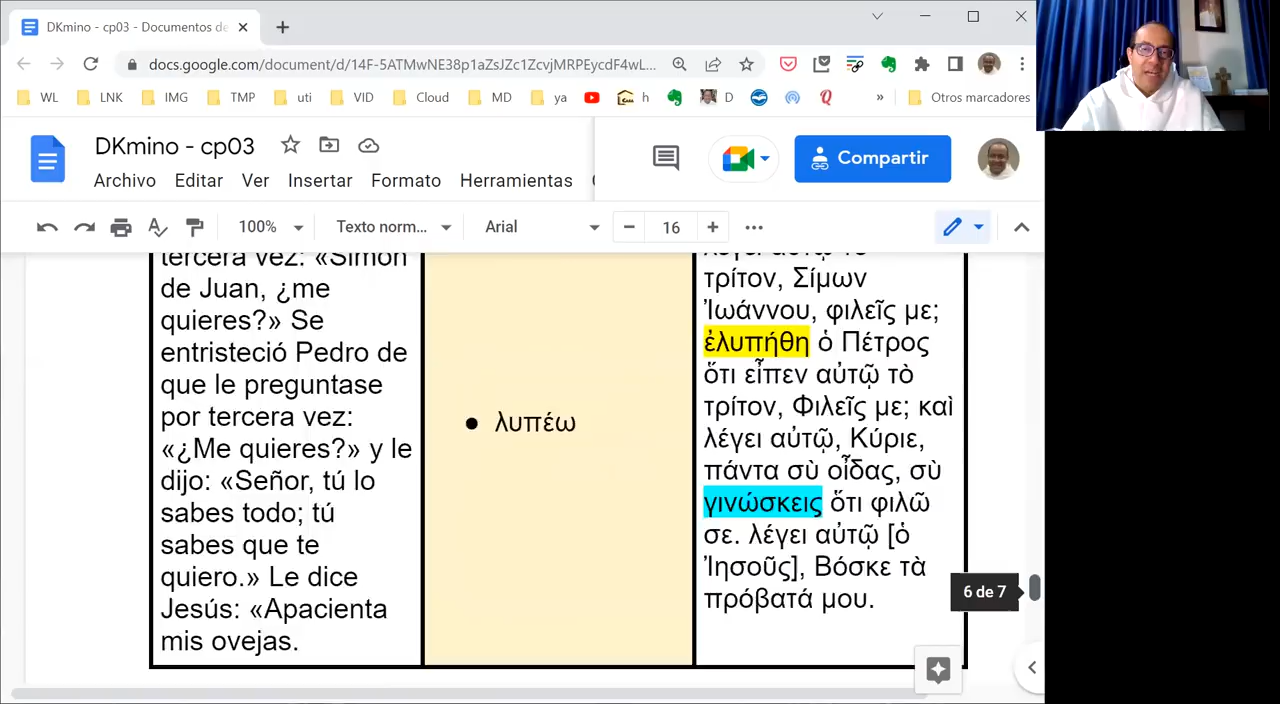 DKmino - cp03 - Documentos de
docs.google.com/document/d/14F-5ATMwNE38p1aZsJZc1ZcvjMRPEycdF4wL...
WL LNK IMG TMP uti VID Cloud MD ya h D » Otros marcadores
DKmino - cp03
Compartir
Archivo Editar Ver Insertar Formato Herramientas
100% Texto norm... Arial 16
tercera vez: «Simón
de Juan, ¿me
quieres?» Se
entristeció Pedro de
que le preguntase
por tercera vez:
«¿Me quieres?» y le
dijo: «Señor, tú lo
sabes todo; tú
sabes que te
quiero.» Le dice
Jesús: «Apacienta
mis ovejas.
● λυπέω
λέγει αὐτῷ τὸ
τρίτον, Σίμων
Ἰωάννου, φιλεῖς με;
ἐλυπήθη ὁ Πέτρος
ὅτι εἶπεν αὐτῷ τὸ
τρίτον, Φιλεῖς με; καὶ
λέγει αὐτῷ, Κύριε,
πάντα σὺ οἶδας, σὺ
γινώσκεις ὅτι φιλῶ
σε. λέγει αὐτῷ [ὁ
Ἰησοῦς], Βόσκε τὰ
πρόβατά μου.
6 de 7